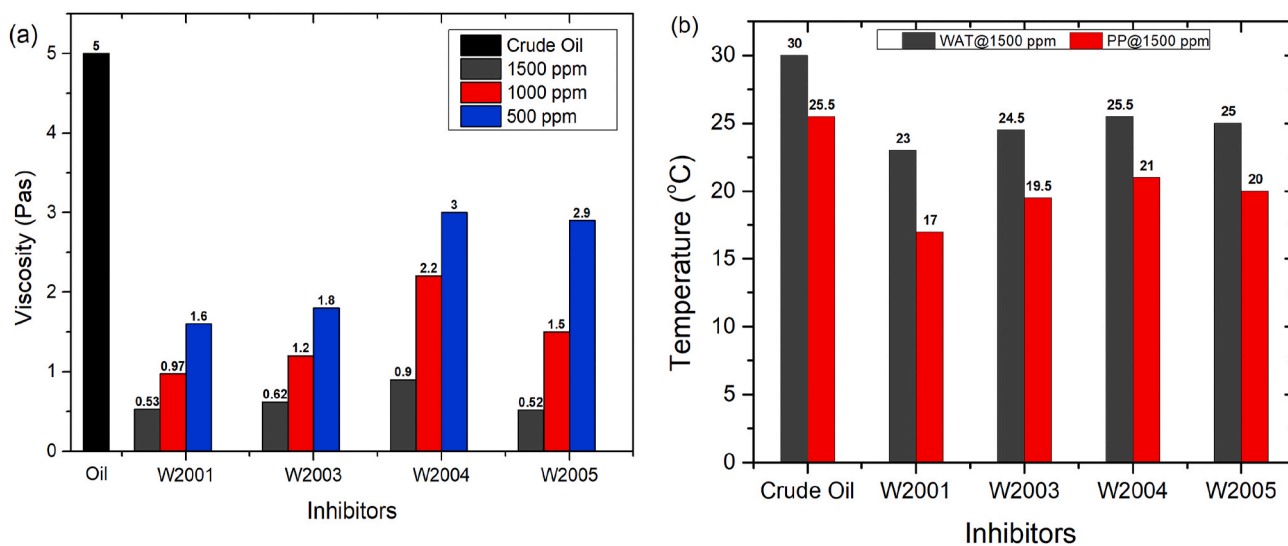 (a)
Crude Oil
1500 ppm
1000 ppm
500 ppm
Viscosity (Pas)
5
4
3
2
1
0
5
0.53
0.97
1.6
0.62
1.2
1.8
0.9
2.2
3
0.52
1.5
2.9
Oil W2001 W2003 W2004 W2005
Inhibitors
(b)
WAT@1500 ppm PP@1500 ppm
Temperature (°C)
30
25
20
15
10
5
0
30
25.5
23
17
24.5
19.5
25.5
21
25
20
Crude Oil W2001 W2003 W2004 W2005
Inhibitors